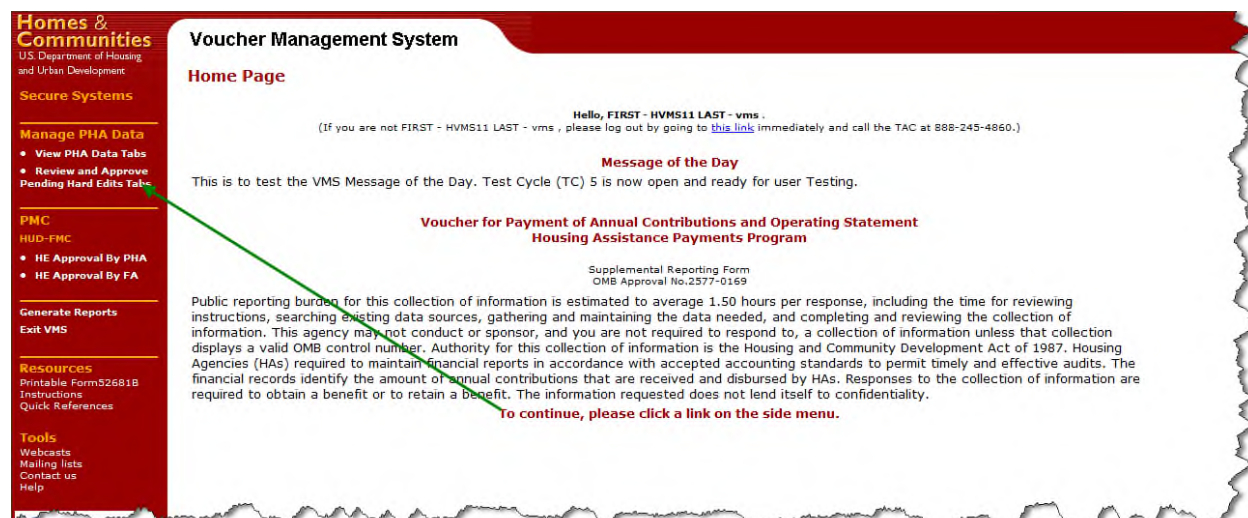 Homes &
Communities
U.S. Department of Housing
and Urban Development
Secure Systems
Manage PHA Data
• View PHA Data Tabs
• Review and Approve
Pending Hard Edits Tabs
PMC
HUD-FMC
• HE Approval By PHA
• HE Approval By FA
Generate Reports
Exit VMS
Resources
Printable Form52681B
Instructions
Quick References
Tools
Webcasts
Mailing lists
Contact us
Help
Voucher Management System
Home Page
Hello, FIRST - HVMS11 LAST - vms .
(If you are not FIRST - HVMS11 LAST - vms , please log out by going to this link immediately and call the TAC at 888-245-4860.)
Message of the Day
This is to test the VMS Message of the Day. Test Cycle (TC) 5 is now open and ready for user Testing.
Voucher for Payment of Annual Contributions and Operating Statement
Housing Assistance Payments Program
Supplemental Reporting Form
OMB Approval No.2577-0169
Public reporting burden for this collection of information is estimated to average 1.50 hours per response, including the time for reviewing
instructions, searching existing data sources, gathering and maintaining the data needed, and completing and reviewing the collection of
information. This agency may not conduct or sponsor, and you are not required to respond to, a collection of information unless that collection
displays a valid OMB control number. Authority for this collection of information is the Housing and Community Development Act of 1987. Housing
Agencies (HAs) required to maintain financial reports in accordance with accepted accounting standards to permit timely and effective audits. The
financial records identify the amount of annual contributions that are received and disbursed by HAs. Responses to the collection of information are
required to obtain a benefit or to retain a benefit. The information requested does not lend itself to confidentiality.
To continue, please click a link on the side menu.